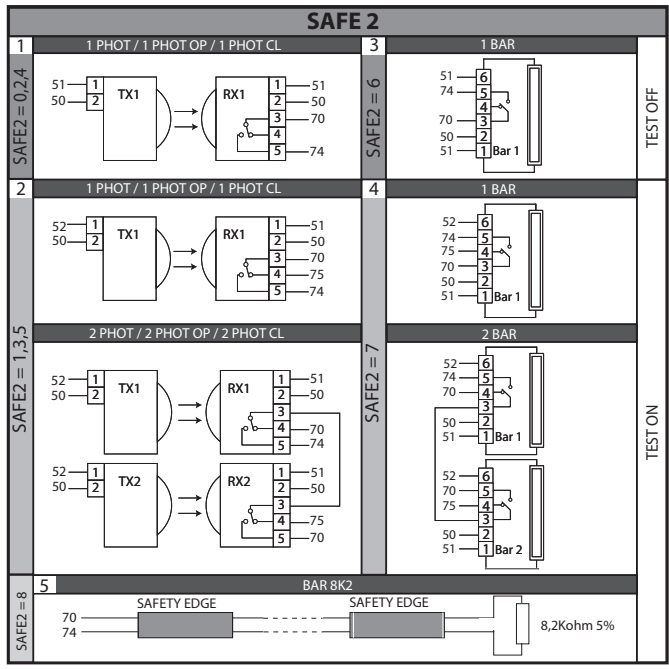 SAFE 2
1 1 PHOT / 1 PHOT OP / 1 PHOT CL
SAFE2 = 0,2,4
51 1 TX1 RX1 1 51
50 2 2 50
3 70
4
5 74
3 1 BAR
SAFE2 = 6
51 6
74 5
4
70 3
50 2
51 1 Bar 1
TEST OFF
2 1 PHOT / 1 PHOT OP / 1 PHOT CL
SAFE2 = 1,3,5
52 1 TX1 RX1 1 51
50 2 2 50
3 70
4 75
5 74
2 PHOT / 2 PHOT OP / 2 PHOT CL
52 1 TX1 RX1 1 51
50 2 2 50
3
4 70
5 74
52 1 TX2 RX2 1 51
50 2 2 50
3
4 75
5 70
4 1 BAR
SAFE2 = 7
52 6
74 5
75 4
70 3
50 2
51 1 Bar 1
2 BAR
52 6
74 5
70 4
3
50 2
51 1 Bar 1
52 6
70 5
75 4
3
50 2
51 1 Bar 2
TEST ON
5 BAR 8K2
SAFE2 = 8
SAFETY EDGE SAFETY EDGE
70
74
8,2Kohm 5%